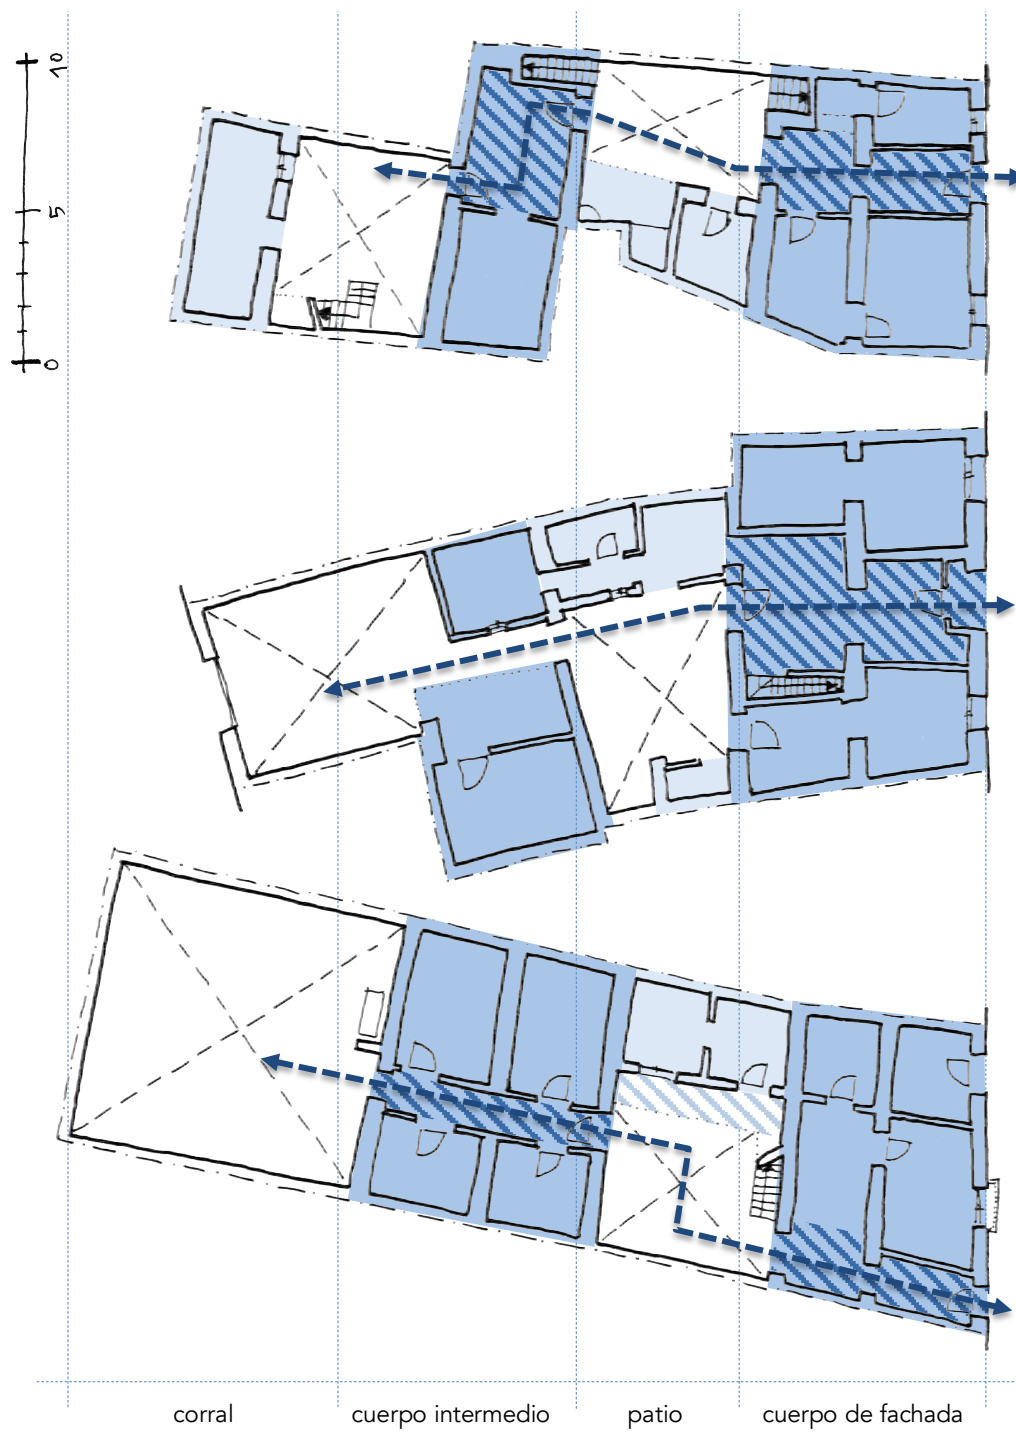 10
5
0
corral
cuerpo intermedio
patio
cuerpo de fachada